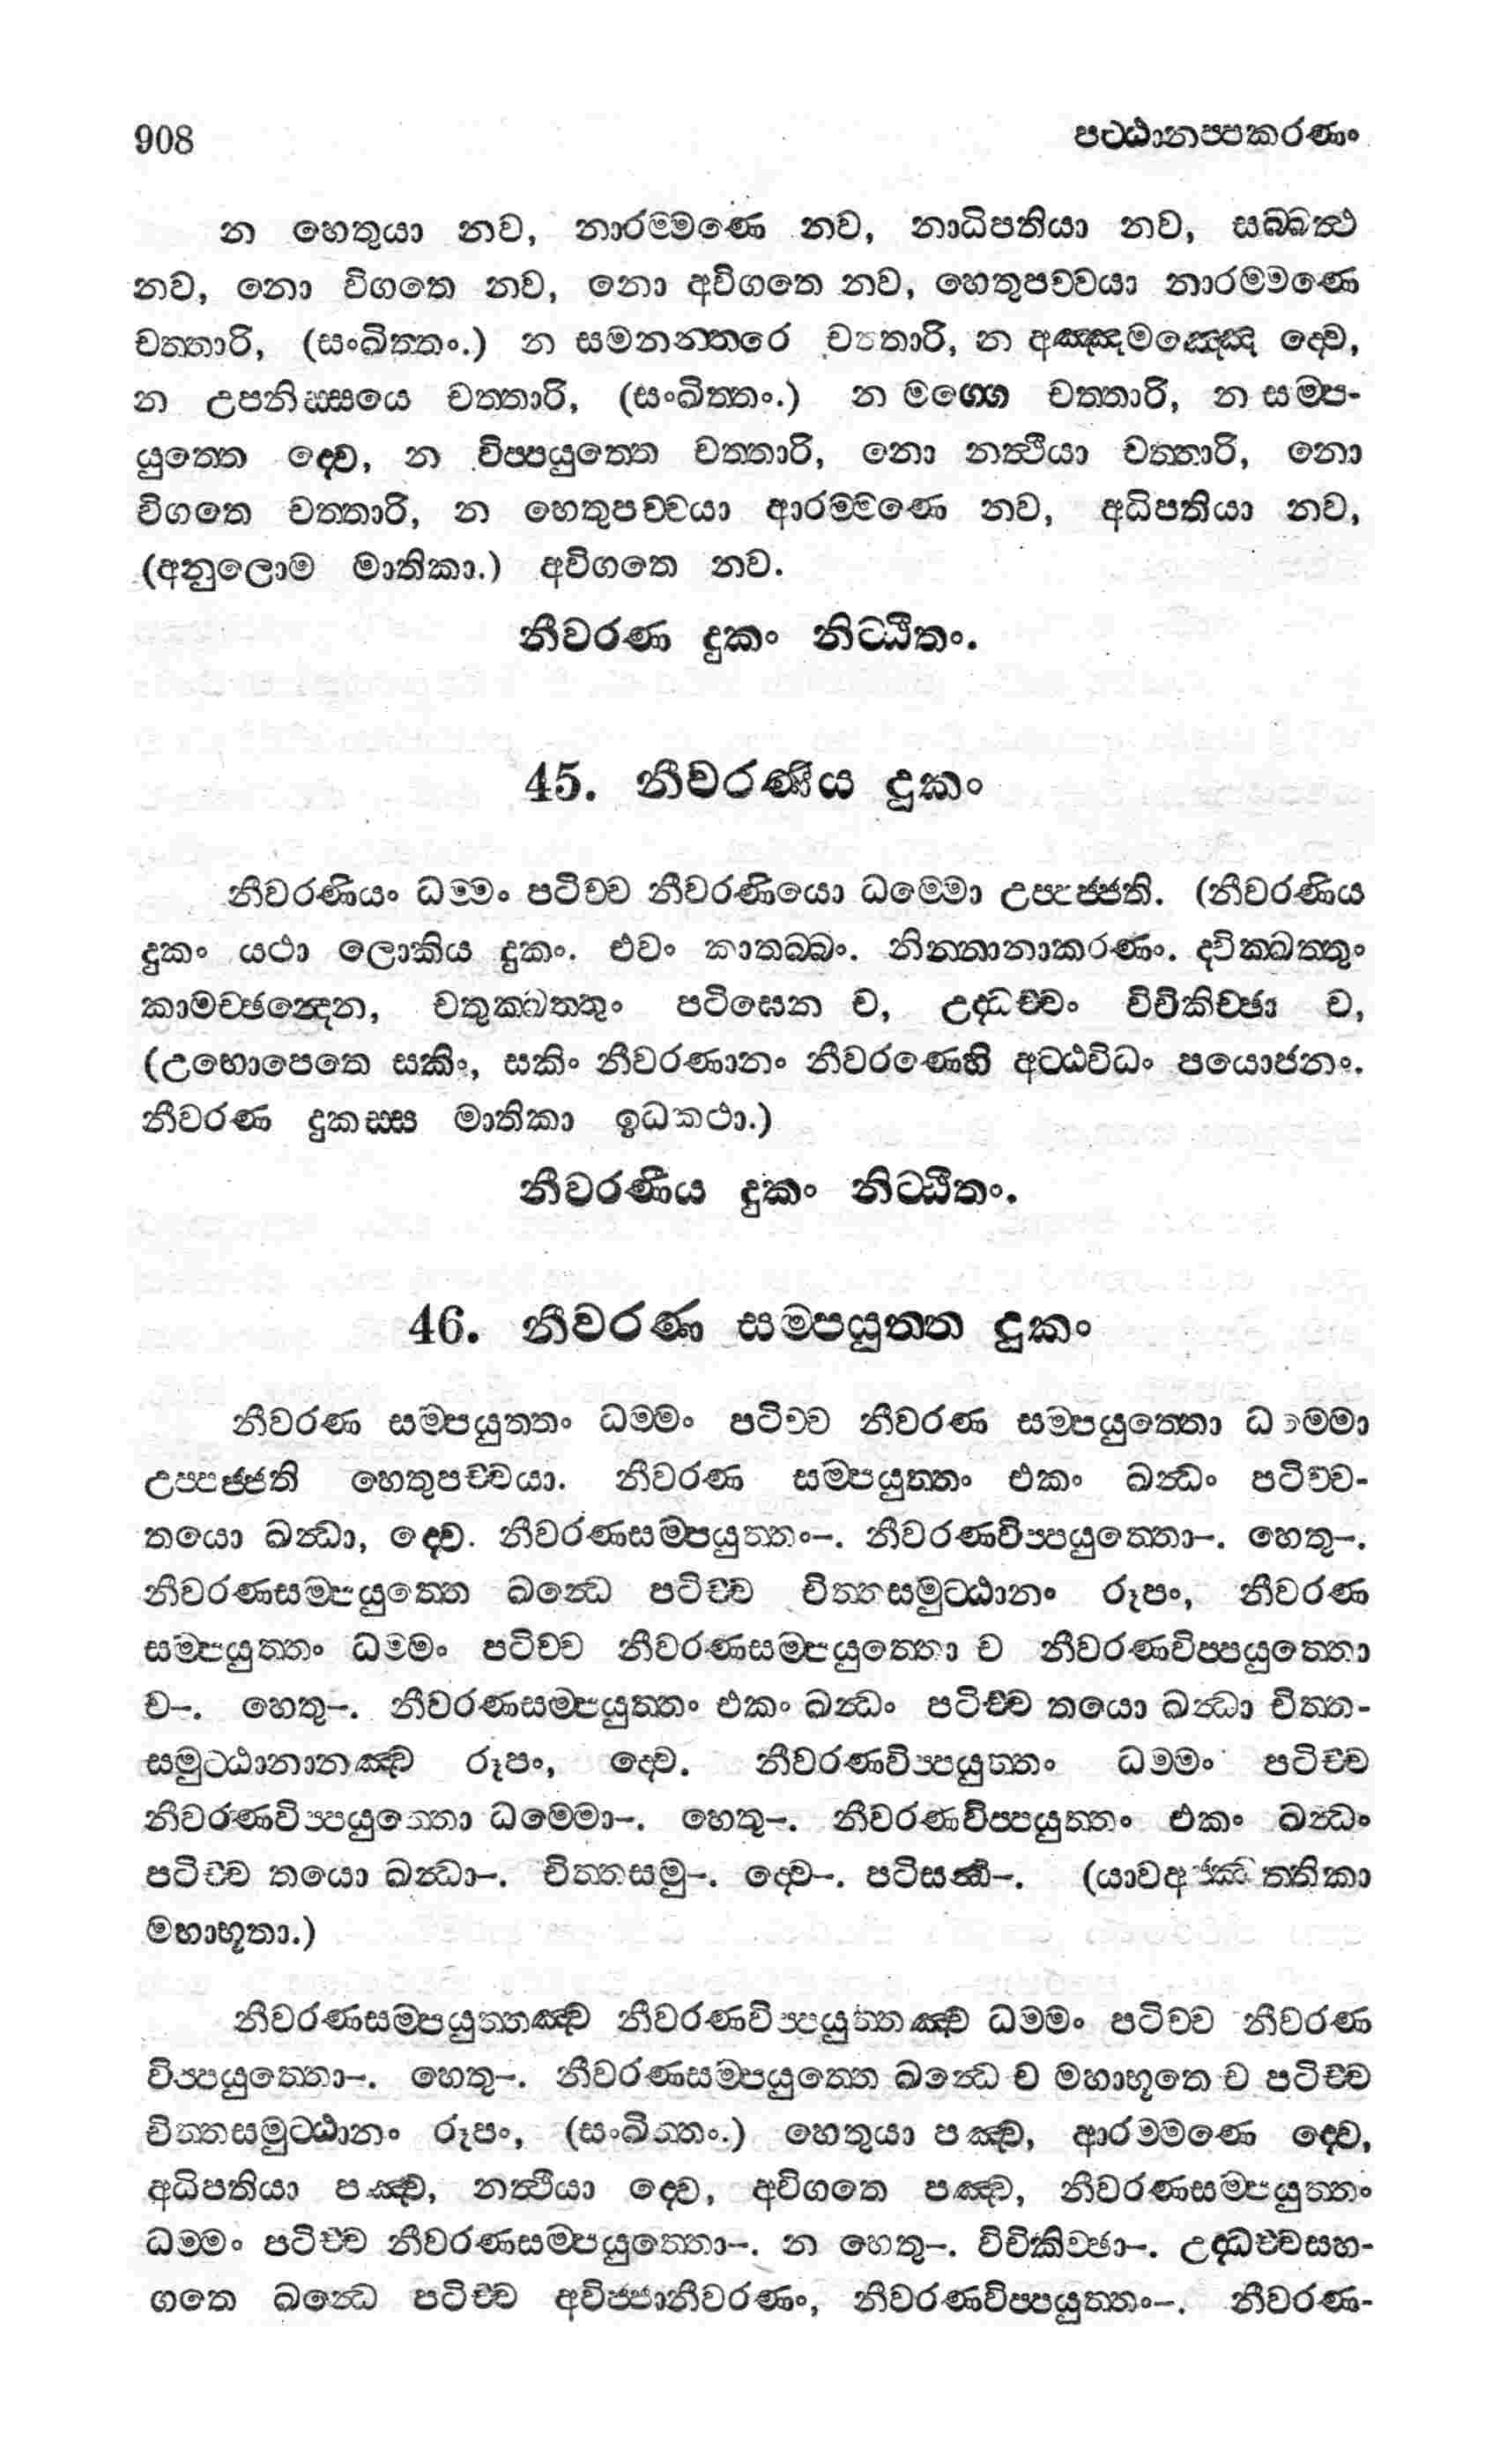 908 පට්ඨානප්පකරණං
න හෙතුයා නව, නාරම්මණෙ නව, නාධිපතියා නව, සබ්බත්ථ
නව, නො විගතෙ නව, නො අවිගතෙ නව, හෙතුපච්චයා නාරම්මණෙ
චත්තාරි, (සංඛිත්තං.) න සමනන්තරෙ චත්තාරි, න අඤ්ඤමඤ්ඤෙ ද්වෙ,
න උපනිස්සයෙ චත්තාරි, (සංඛිත්තං.) න මග්ගෙ චත්තාරි, න සම්ප-
යුත්තෙ ද්වෙ, න විප්පයුත්තෙ චත්තාරි, නො නත්ථියා චත්තාරි, නො
විගතෙ චත්තාරි, න හෙතුපච්චයා ආරම්මණෙ නව, අධිපතියා නව,
(අනුලොම මාතිකා.) අවිගතෙ නව.
නීවරණ දුකං නිට්ඨිතං.
45. නීවරණිය දුකං
නීවරණියං ධම්මං පටිච්ච නීවරණියො ධම්මො උප්පජ්ජති. (නීවරණිය
දුකං යථා ලොකිය දුකං. එවං කාතබ්බං. නින්නානාකරණං. ද්වික්ඛත්තුං
කාමච්ඡන්දෙන, චතුක්ඛත්තුං පටිඝෙන ච, උද්ධච්චං විචිකිච්ඡා ච,
(උභොපෙතෙ සකිං, සකිං නීවරණානං නීවරණෙහි අට්ඨවිධං පයොජනං.
නීවරණ දුකස්ස මාතිකා ඉධකථා.)
නීවරණීය දුකං නිට්ඨිතං.
46. නීවරණ සම්පයුත්ත දුකං
නීවරණ සම්පයුත්තං ධම්මං පටිච්ච නීවරණ සම්පයුත්තො ධම්මො
උප්පජ්ජති හෙතුපච්චයා. නීවරණ සම්පයුත්තං එකං ඛන්ධං පටිච්ච-
තයො ඛන්ධා, ද්වෙ. නීවරණසම්පයුත්තං-. නීවරණවිප්පයුත්තො-. හෙතු-.
නීවරණසම්පයුත්තෙ ඛන්ධෙ පටිච්ච චිත්තසමුට්ඨානං රූපං, නීවරණ
සම්පයුත්තං ධම්මං පටිච්ච නීවරණසම්පයුත්තො ච නීවරණවිප්පයුත්තො
ච-. හෙතු-. නීවරණසම්පයුත්තං එකං ඛන්ධං පටිච්ච තයො ඛන්ධා චිත්ත-
සමුට්ඨානානඤ්ච රූපං, ද්වෙ. නීවරණවිප්පයුත්තං ධම්මං පටිච්ච
නීවරණවිප්පයුත්තො ධම්මො-. හෙතු-. නීවරණවිප්පයුත්තං එකං ඛන්ධං
පටිච්ච තයො ඛන්ධා-. චිත්තසමු-. ද්වෙ-. පටිසන්ධි-. (යාවඅජ්ඣත්තිකා
මහාභූතා.)
නීවරණසම්පයුත්තඤ්ච නීවරණවිප්පයුත්තඤ්ච ධම්මං පටිච්ච නීවරණ
විප්පයුත්තො-. හෙතු-. නීවරණසම්පයුත්තෙ ඛන්ධෙ ච මහාභූතෙ ච පටිච්ච
චිත්තසමුට්ඨානං රූපං, (සංඛිත්තං.) හෙතුයා පඤ්ච, ආරම්මණෙ ද්වෙ,
අධිපතියා පඤ්ච, නත්ථියා ද්වෙ, අවිගතෙ පඤ්ච, නීවරණසම්පයුත්තං
ධම්මං පටිච්ච නීවරණසම්පයුත්තො-. න හෙතු-. විචිකිච්ඡා-. උද්ධච්චසහ-
ගතෙ ඛන්ධෙ පටිච්ච අවිජ්ජානීවරණං, නීවරණවිප්පයුත්තං-. නීවරණ-